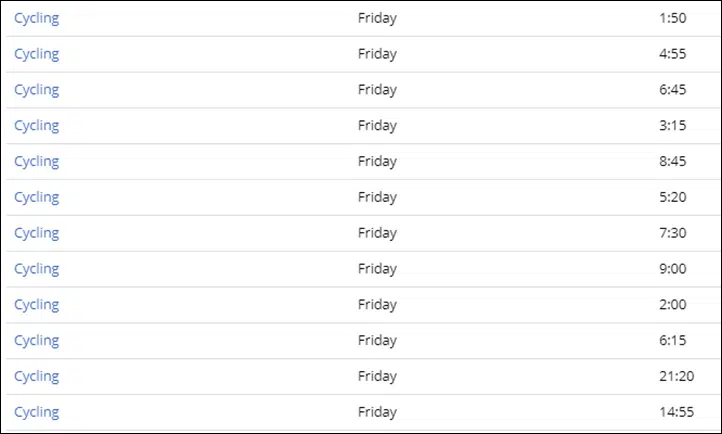 Cycling Friday 1:50
Cycling Friday 4:55
Cycling Friday 6:45
Cycling Friday 3:15
Cycling Friday 8:45
Cycling Friday 5:20
Cycling Friday 7:30
Cycling Friday 9:00
Cycling Friday 2:00
Cycling Friday 6:15
Cycling Friday 21:20
Cycling Friday 14:55